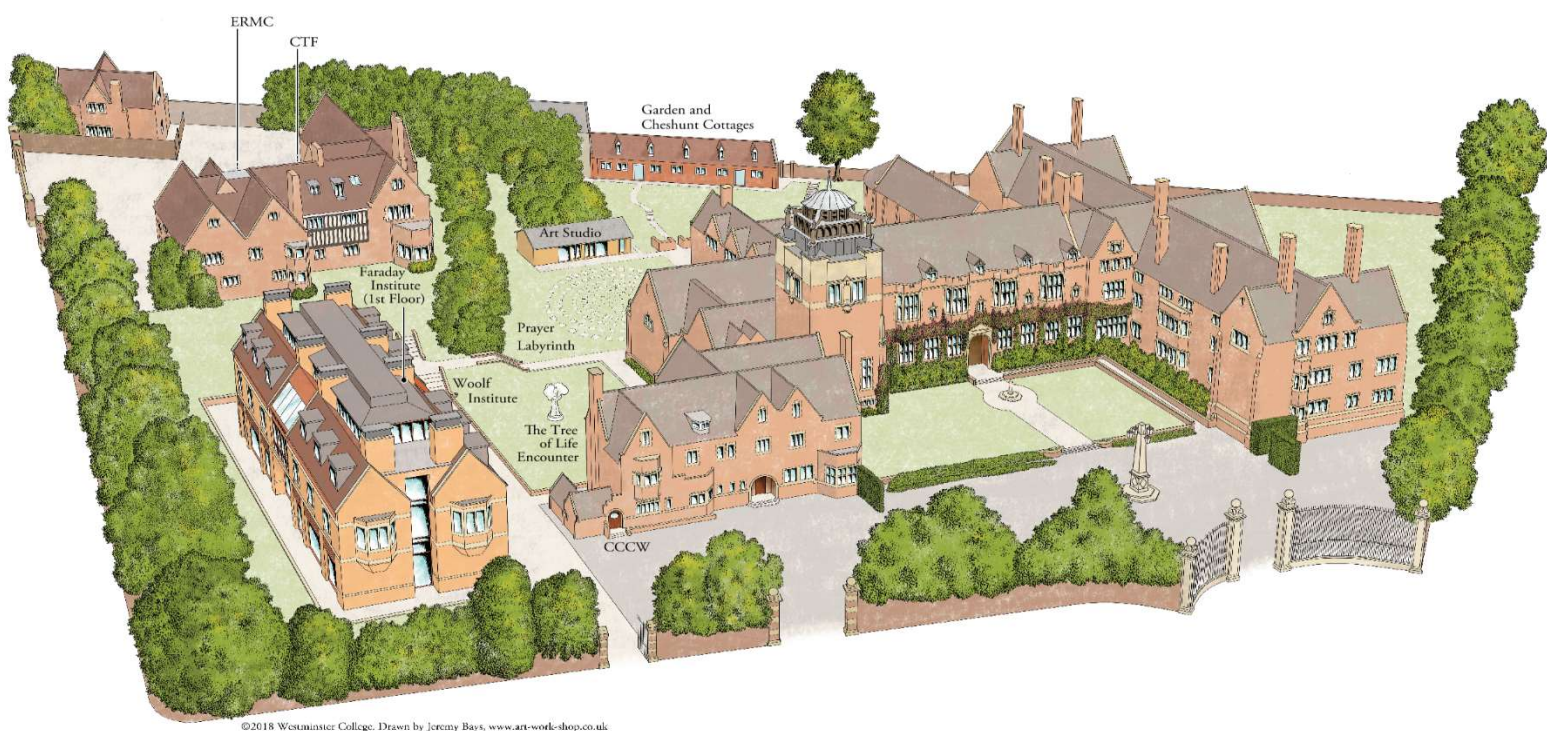 ERMC
CTF
Garden and
Cheshunt Cottages
Art Studio
Faraday
Institute
(1st Floor)
Prayer
Labyrinth
Woolf
Institute
The Tree
of Life
Encounter
CCCW
©2018 Westminster College. Drawn by Jeremy Bays, www.art-work-shop.co.uk